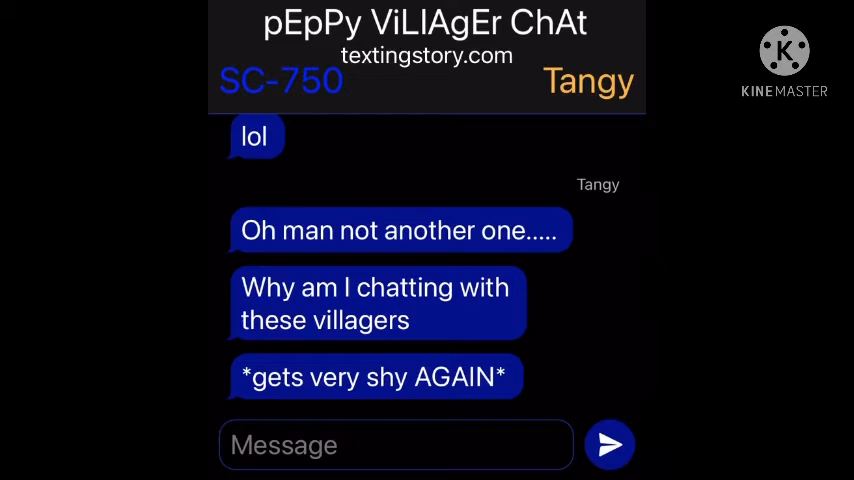 pEpPy ViLlAgEr ChAt
textingstory.com
SC-750
Tangy
K
KINEMASTER
lol
Tangy
Oh man not another one.....
Why am I chatting with
these villagers
*gets very shy AGAIN*
Message